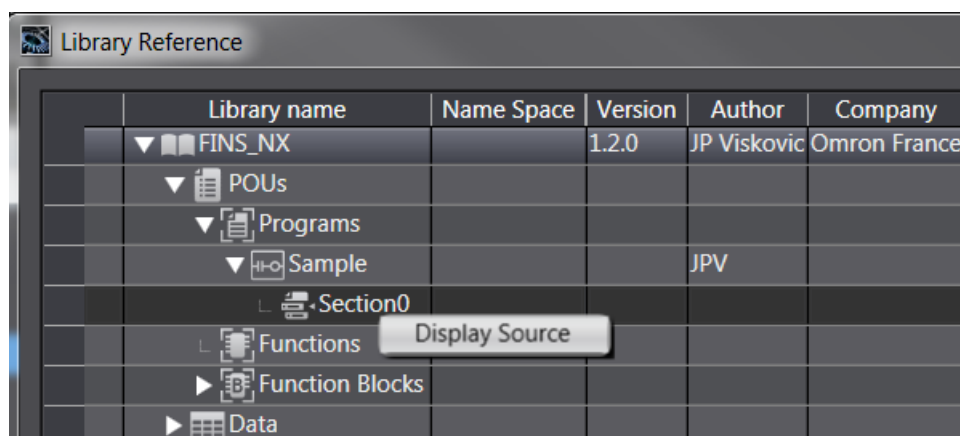 Library Reference
Library name Name Space Version Author Company
FINS_NX 1.2.0 JP Viskovic Omron France
POUs
Programs
Sample JPV
Section0
Display Source
Functions
Function Blocks
Data